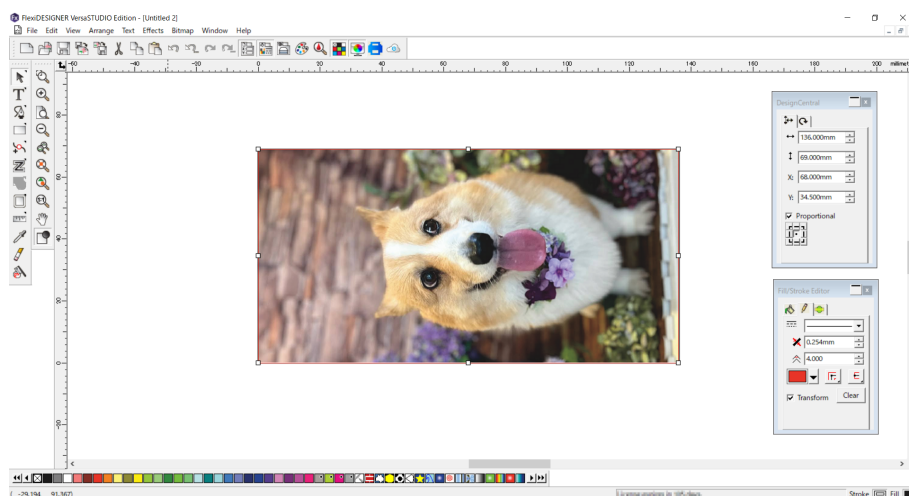 FlexiDESIGNER VersaSTUDIO Edition - [Untitled 2]
File Edit View Arrange Text Effects Bitmap Window Help
-60 -40 -20 0 20 40 60 80 100 120 140 160 180 200 milimet
DesignCentral
136.000mm
69.000mm
X: 68.000mm
Y: 34.500mm
Proportional
Fill/Stroke Editor
0.254mm
4.000
Transform Clear
( -29.194 91.367) Stroke Fill